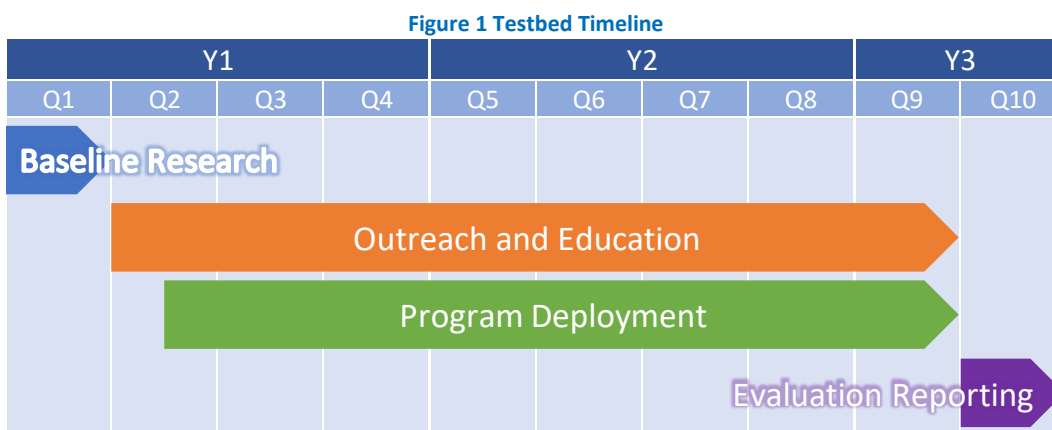 Figure 1 Testbed Timeline
Y1 Y2 Y3
Q1 Q2 Q3 Q4 Q5 Q6 Q7 Q8 Q9 Q10
Baseline Research
Outreach and Education
Program Deployment
Evaluation Reporting